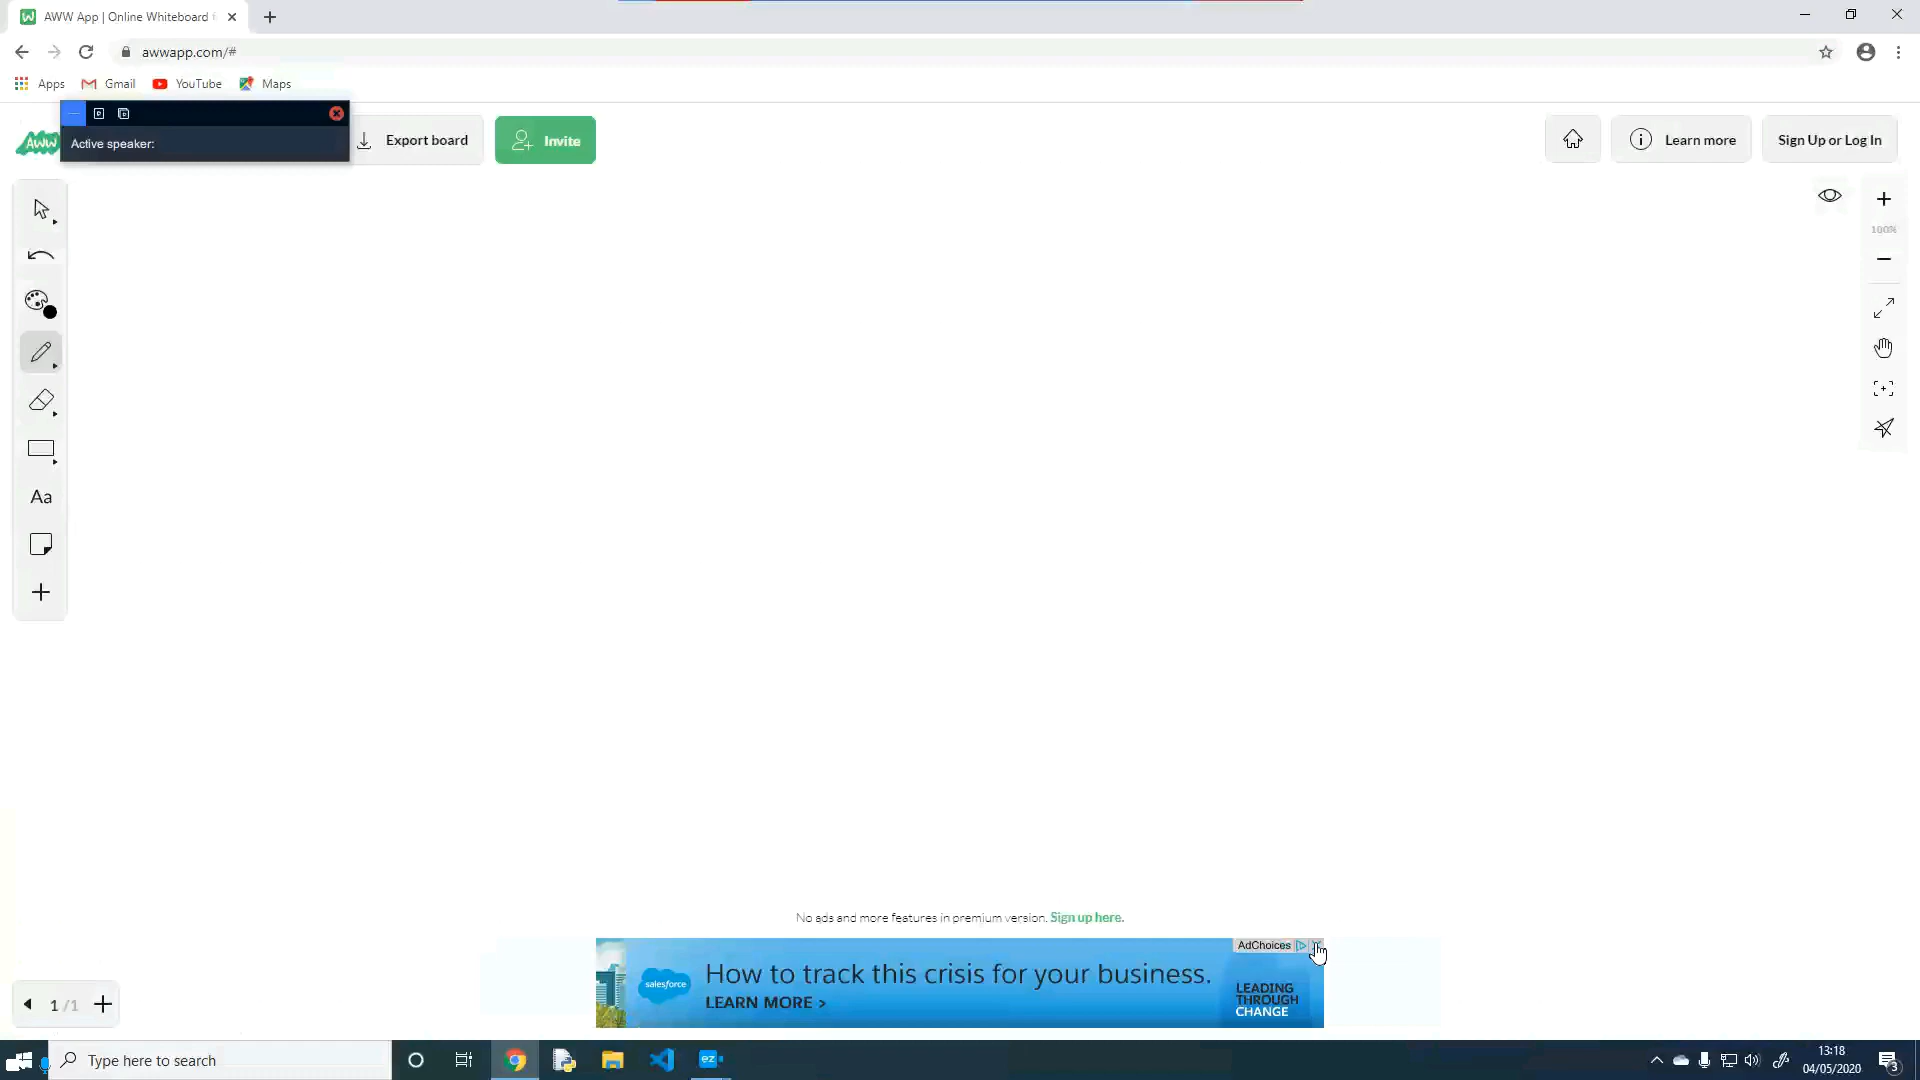 AWW App | Online Whiteboard f
awwapp.com/#
Apps
Gmail
YouTube
Maps
Active speaker:
AWW
Export board
Invite
Learn more
Sign Up or Log In
100%
Aa
No ads and more features in premium version. Sign up here.
AdChoices
salesforce
How to track this crisis for your business.
LEARN MORE >
LEADING
THROUGH
CHANGE
1 /1
Type here to search
ez
13:18
04/05/2020
3